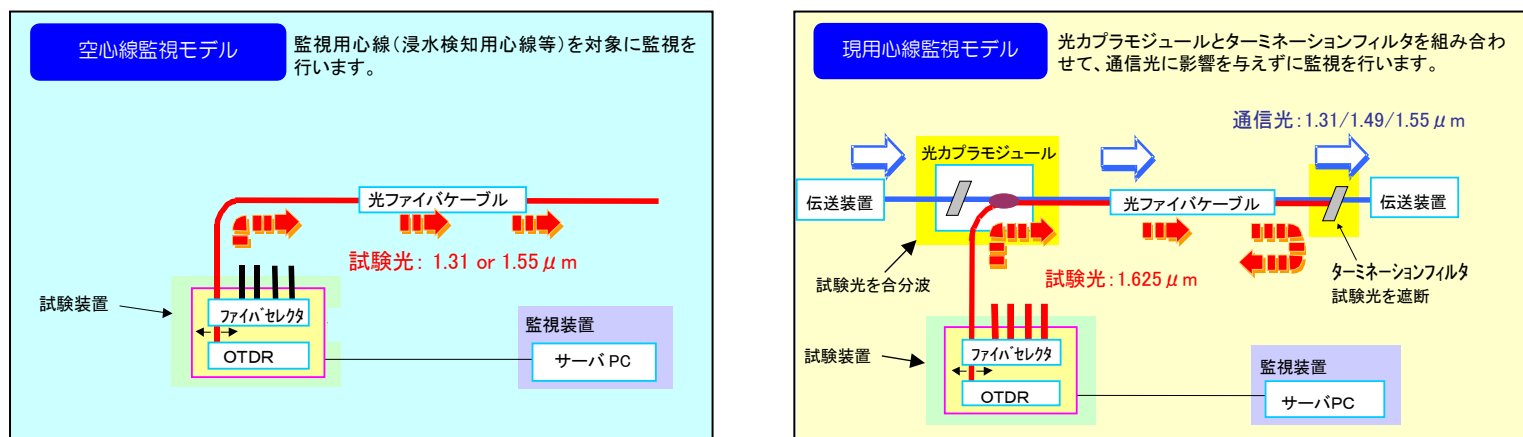 空心線監視モデル
監視用心線(浸水検知用心線等)を対象に監視を
行います。
光ファイバケーブル
試験光: 1.31 or 1.55μm
試験装置
ファイバセレクタ
OTDR
監視装置
サーバPC
現用心線監視モデル
光カプラモジュールとターミネーションフィルタを組み合わ
せて、通信光に影響を与えずに監視を行います。
通信光:1.31/1.49/1.55μm
光カプラモジュール
伝送装置
光ファイバケーブル
伝送装置
試験光を合分波
試験光:1.625μm
ターミネーションフィルタ
試験光を遮断
試験装置
ファイバセレクタ
OTDR
監視装置
サーバPC